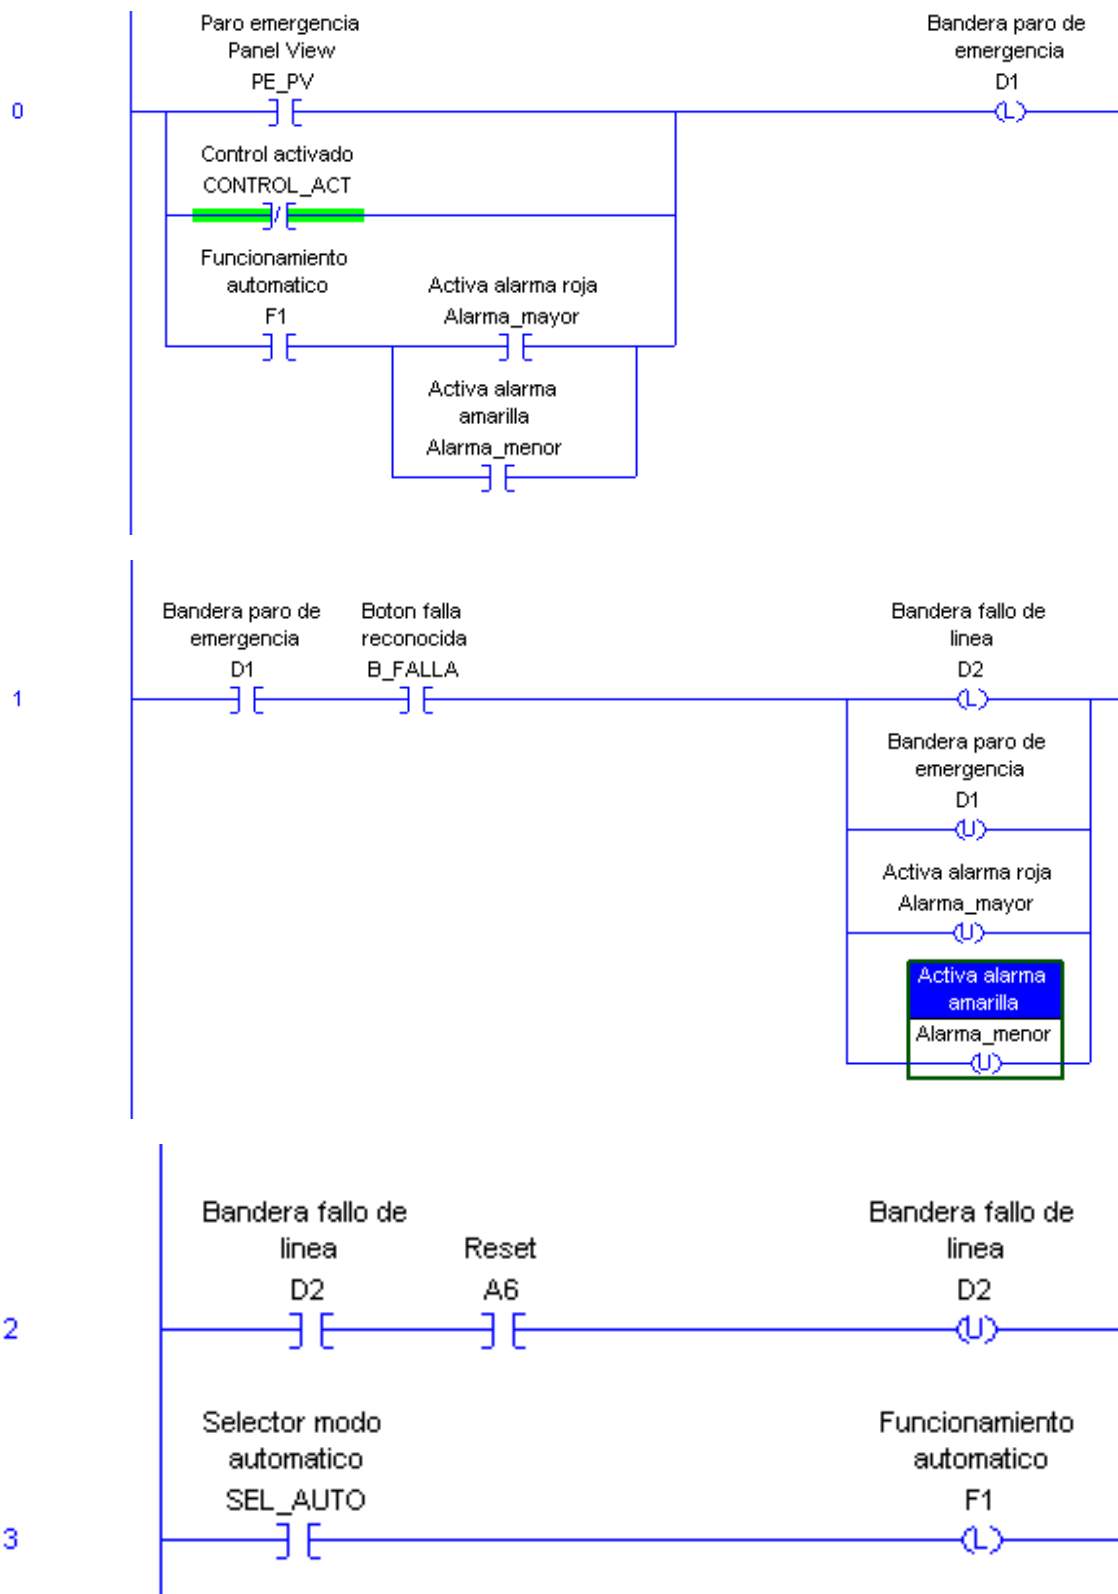 Paro emergencia
Panel View
PE_PV
Bandera paro de
emergencia
D1
L
0
Control activado
CONTROL_ACT
Funcionamiento
automatico
F1
Activa alarma roja
Alarma_mayor
Activa alarma
amarilla
Alarma_menor
Bandera paro de
emergencia
D1
Boton falla
reconocida
B_FALLA
Bandera fallo de
linea
D2
L
1
Bandera paro de
emergencia
D1
U
Activa alarma roja
Alarma_mayor
U
Activa alarma
amarilla
Alarma_menor
U
Bandera fallo de
linea
D2
Reset
A6
Bandera fallo de
linea
D2
U
2
Selector modo
automatico
SEL_AUTO
Funcionamiento
automatico
F1
L
3